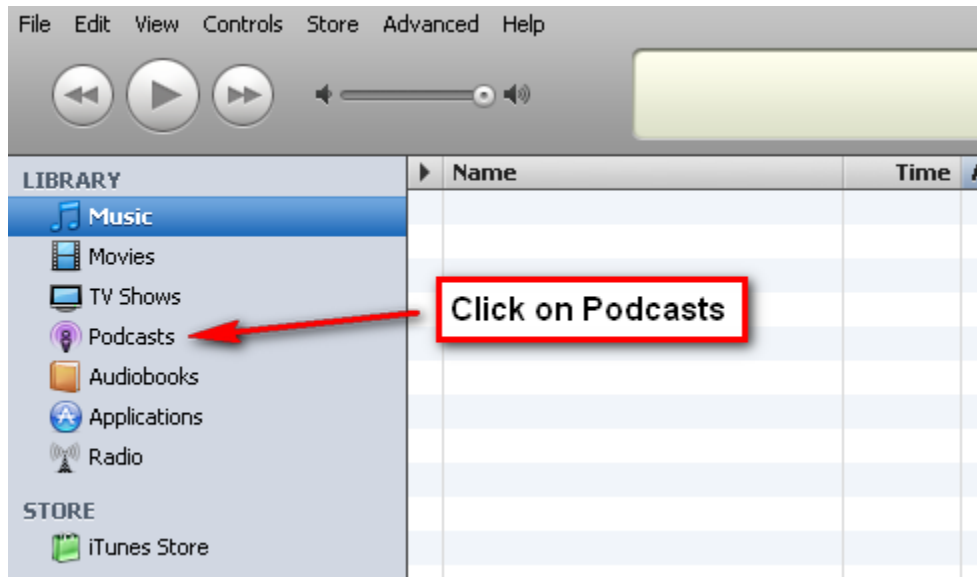 File Edit View Controls Store Advanced Help
LIBRARY
Name Time
Music
Movies
TV Shows
Click on Podcasts
Podcasts
Audiobooks
Applications
Radio
STORE
iTunes Store